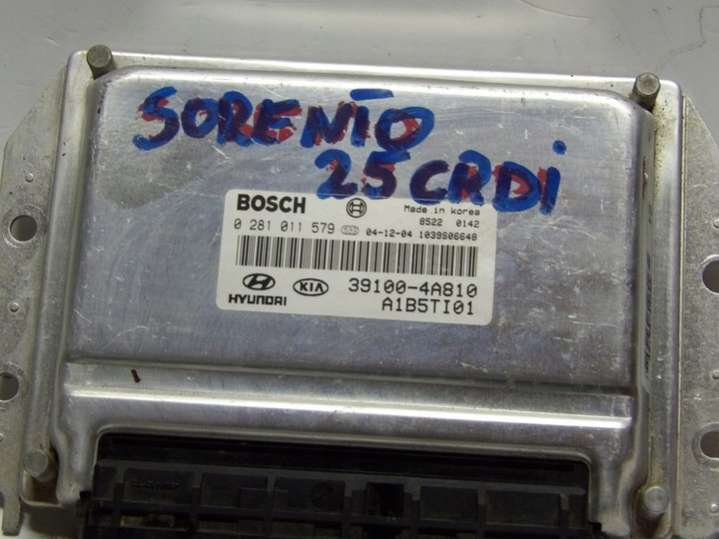 SORENTO
2.5 CRDi
BOSCH
Made in Korea
8522 0142
0 281 011 579 04-12-04 1039S06648
HYUNDAI KIA 39100-4A810
A1B5TI01